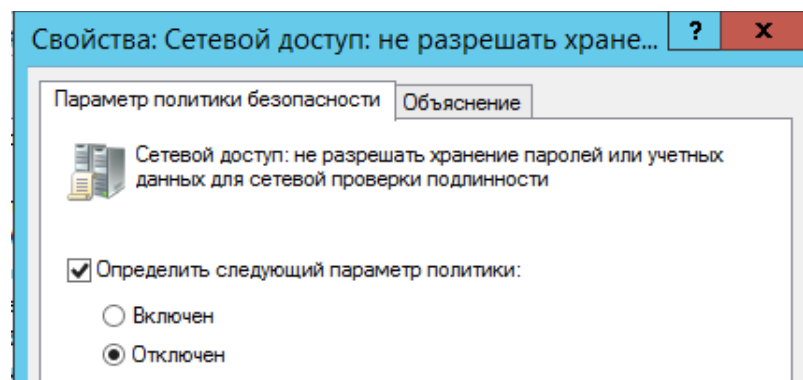 Свойства: Сетевой доступ: не разрешать хране...
?
x
Параметр политики безопасности
Объяснение
Сетевой доступ: не разрешать хранение паролей или учетных
данных для сетевой проверки подлинности
Определить следующий параметр политики:
Включен
Отключен